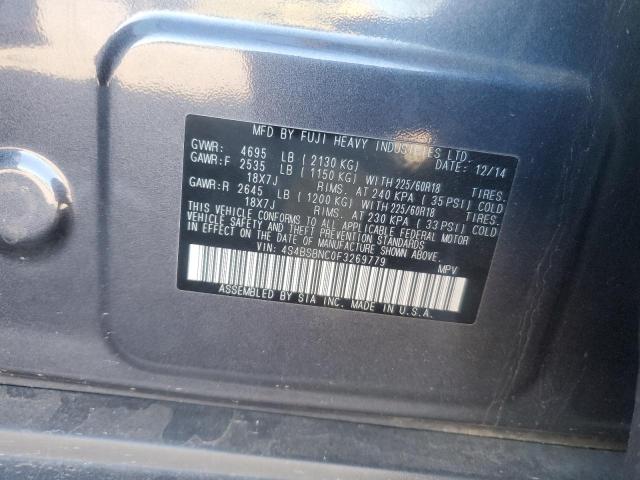 MFD BY FUJI HEAVY INDUSTRIES LTD.
GVWR: 4695 LB ( 2130 KG) DATE: 12/14
GAWR:F 2535 LB ( 1150 KG) WITH 225/60R18 TIRES.
18X7J RIMS. AT 240 KPA ( 35 PSI) COLD
GAWR:R 2645 LB ( 1200 KG) WITH 225/60R18 TIRES.
18X7J RIMS. AT 230 KPA ( 33 PSI) COLD
THIS VEHICLE CONFORMS TO ALL APPLICABLE FEDERAL MOTOR
VEHICLE SAFETY AND THEFT PREVENTION STANDARDS
IN EFFECT ON THE DATE OF MANUFACTURE SHOWN ABOVE.
VIN: 4S4BSBNC0F3269779 MPV
ASSEMBLED BY SIA INC. MADE IN U.S.A.